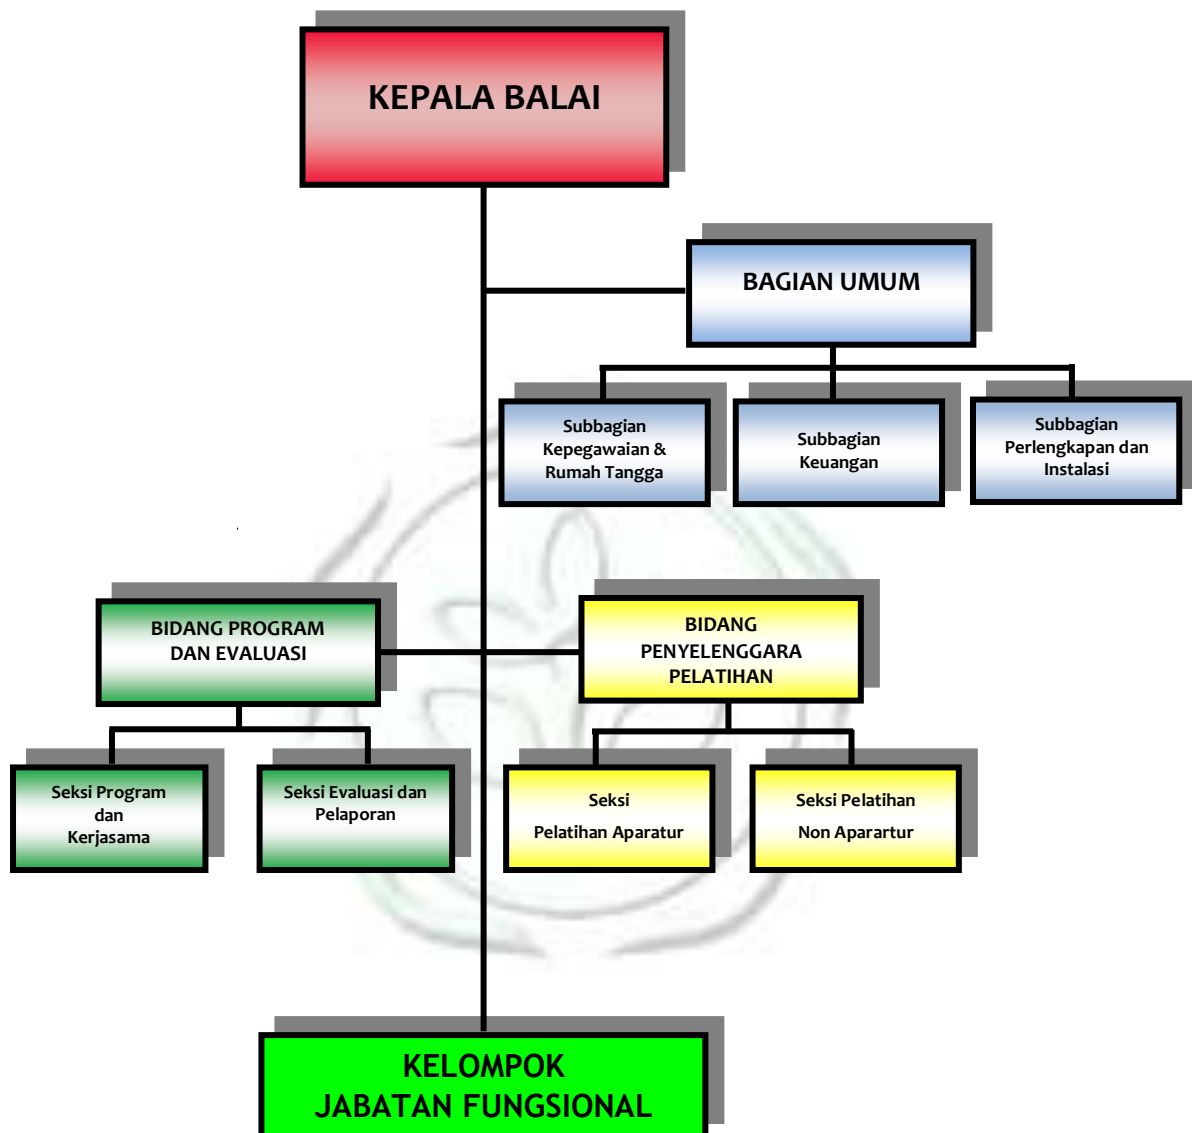 KEPALA BALAI
BAGIAN UMUM
Subbagian
Kepegawaian &
Rumah Tangga
Subbagian
Keuangan
Subbagian
Perlengkapan dan
Instalasi
BIDANG PROGRAM
DAN EVALUASI
BIDANG
PENYELENGGARA
PELATIHAN
Seksi Program
dan
Kerjasama
Seksi Evaluasi dan
Pelaporan
Seksi
Pelatihan Aparatur
Seksi Pelatihan
Non Aparartur
KELOMPOK
JABATAN FUNGSIONAL